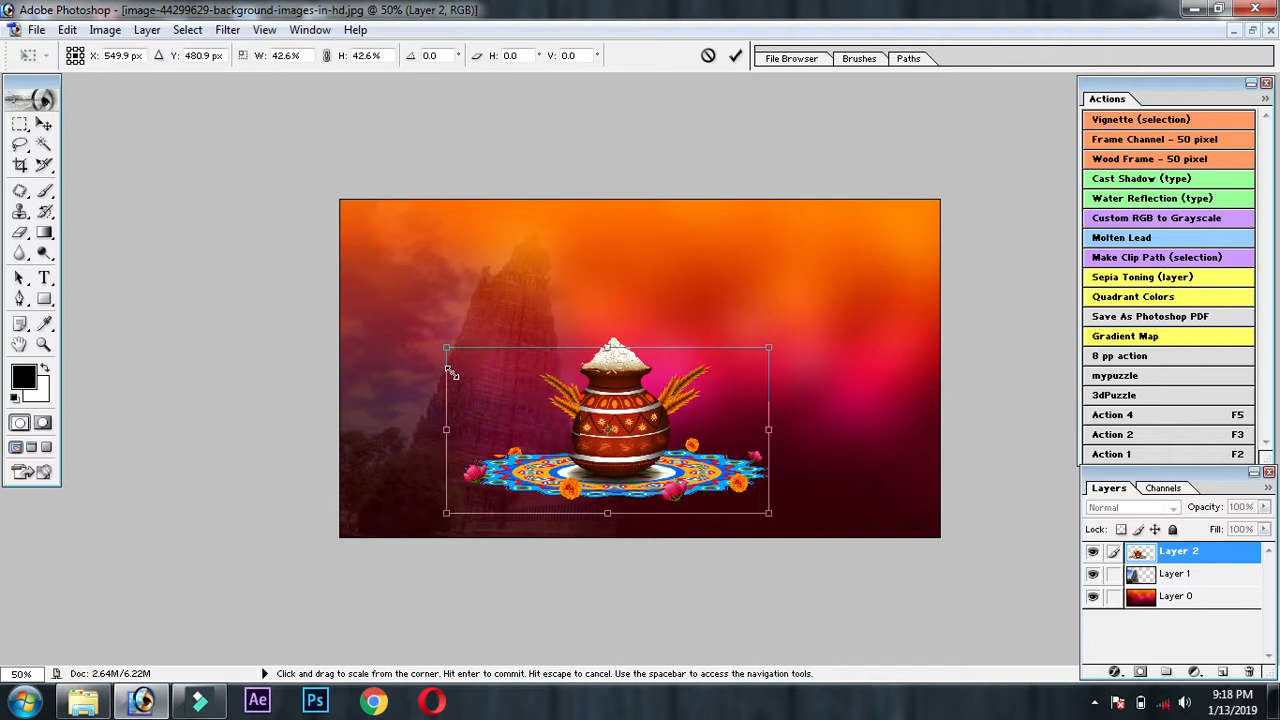 Adobe Photoshop - [image-44299629-background-images-in-hd.jpg @ 50% (Layer 2, RGB)]
File Edit Image Layer Select Filter View Window Help
X: 549.9 px Y: 480.9 px W: 42.6% H: 42.6% 0.0 ° H: 0.0 ° V: 0.0 °
File Browser Brushes Paths
Actions
Vignette (selection)
Frame Channel - 50 pixel
Wood Frame - 50 pixel
Cast Shadow (type)
Water Reflection (type)
Custom RGB to Grayscale
Molten Lead
Make Clip Path (selection)
Sepia Toning (layer)
Quadrant Colors
Save As Photoshop PDF
Gradient Map
8 pp action
mypuzzle
3dPuzzle
Action 4 F5
Action 2 F3
Action 1 F2
Layers Channels
Normal Opacity: 100%
Lock: Fill: 100%
Layer 2
Layer 1
Layer 0
50% Doc: 2.64M/6.22M Click and drag to scale from the corner. Hit enter to commit. Hit escape to cancel. Use the spacebar to access the navigation tools.
Ae Ps
9:18 PM
1/13/2019